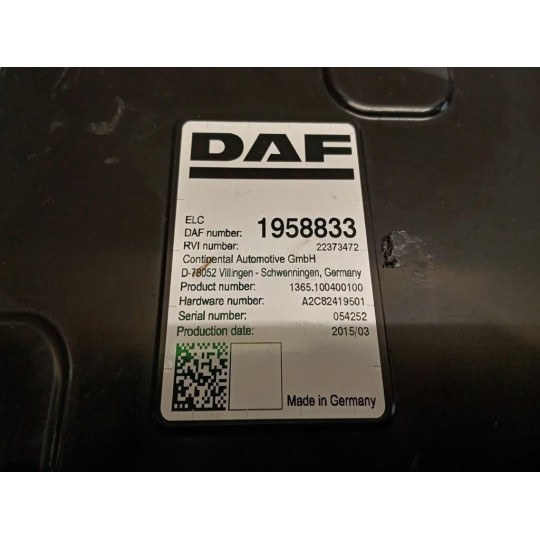 DAF
ELC
DAF number: 1958833
RVI number: 22373472
Continental Automotive GmbH
D-78052 Villingen - Schwenningen, Germany
Product number: 1365.100400100
Hardware number: A2C82419501
Serial number: 054252
Production date: 2015/03
Made in Germany